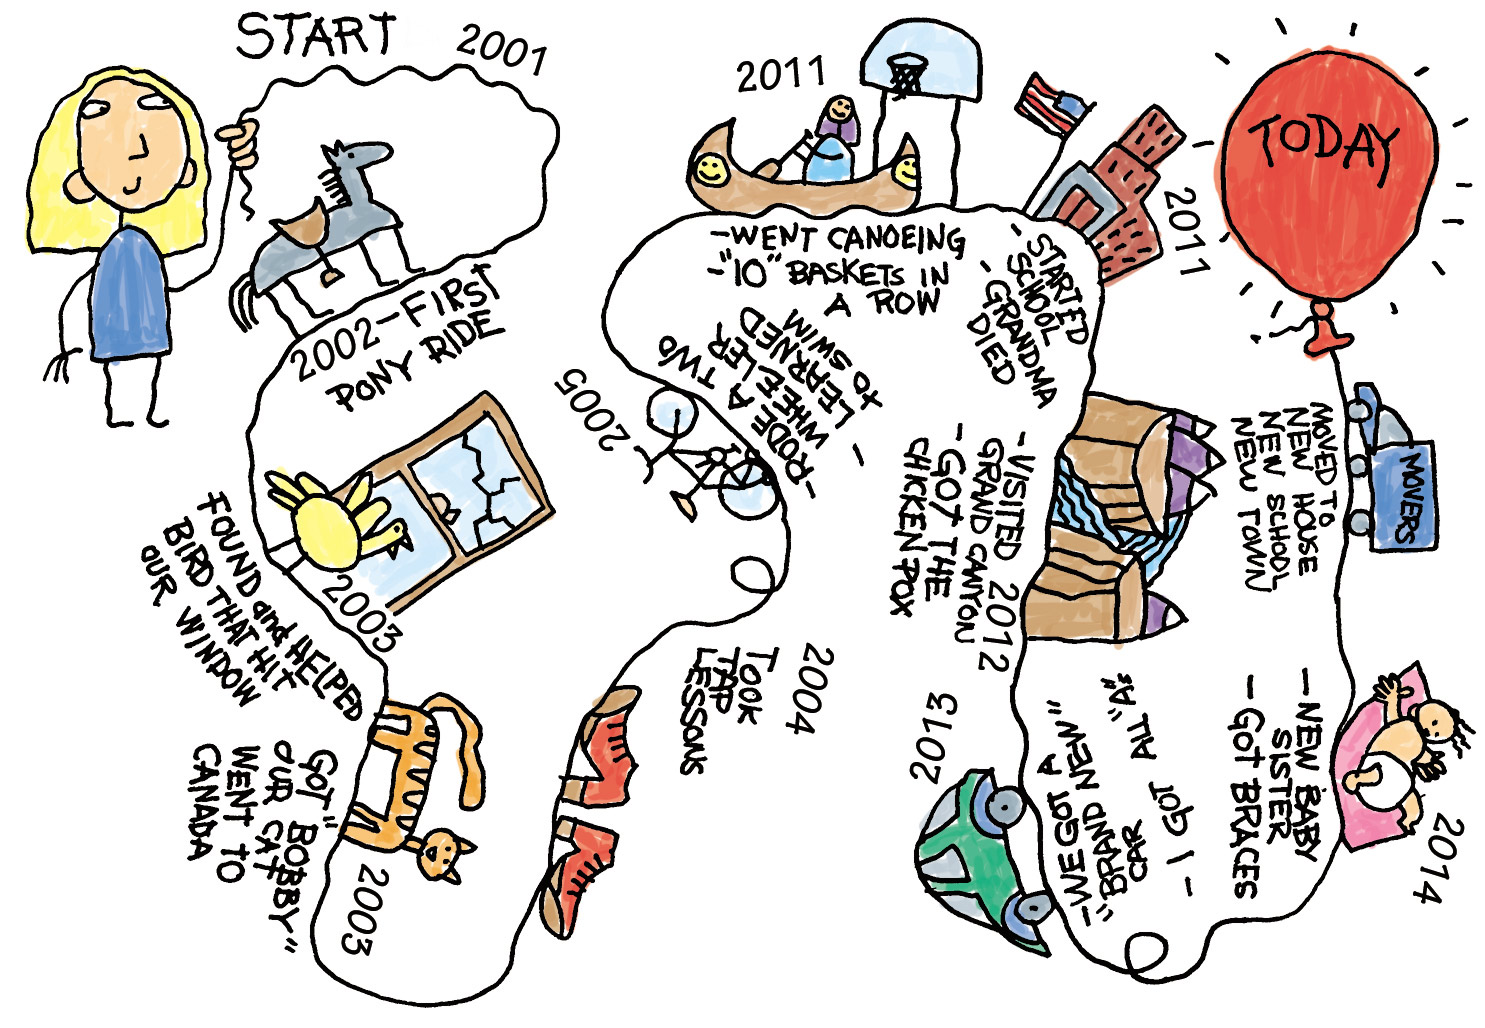 START
2001
2002-FIRST
PONY RIDE
2003
FOUND and HELPED
BIRD THAT HIT
OUR WINDOW
GOT "BOBBY"
OUR CAT
WENT TO
CANADA
2003
2004
TOOK
TAP
LESSONS
2005
-RODE A TWO
WHEELER
- LEARNED
to SWIM
2011
-WENT CANOEING
-"10" BASKETS IN
A ROW
2011
- STARTED
SCHOOL
- GRANDMA
DIED
-VISITED 2012
GRAND CANYON
-GOT THE
CHICKEN POX
2013
-WE GOT A
"BRAND NEW"
CAR
- I GOT ALL "A"s
2014
-NEW BABY
SISTER
-GOT BRACES
MOVERS
MOVED TO
NEW HOUSE
NEW SCHOOL
NEW TOWN
TODAY